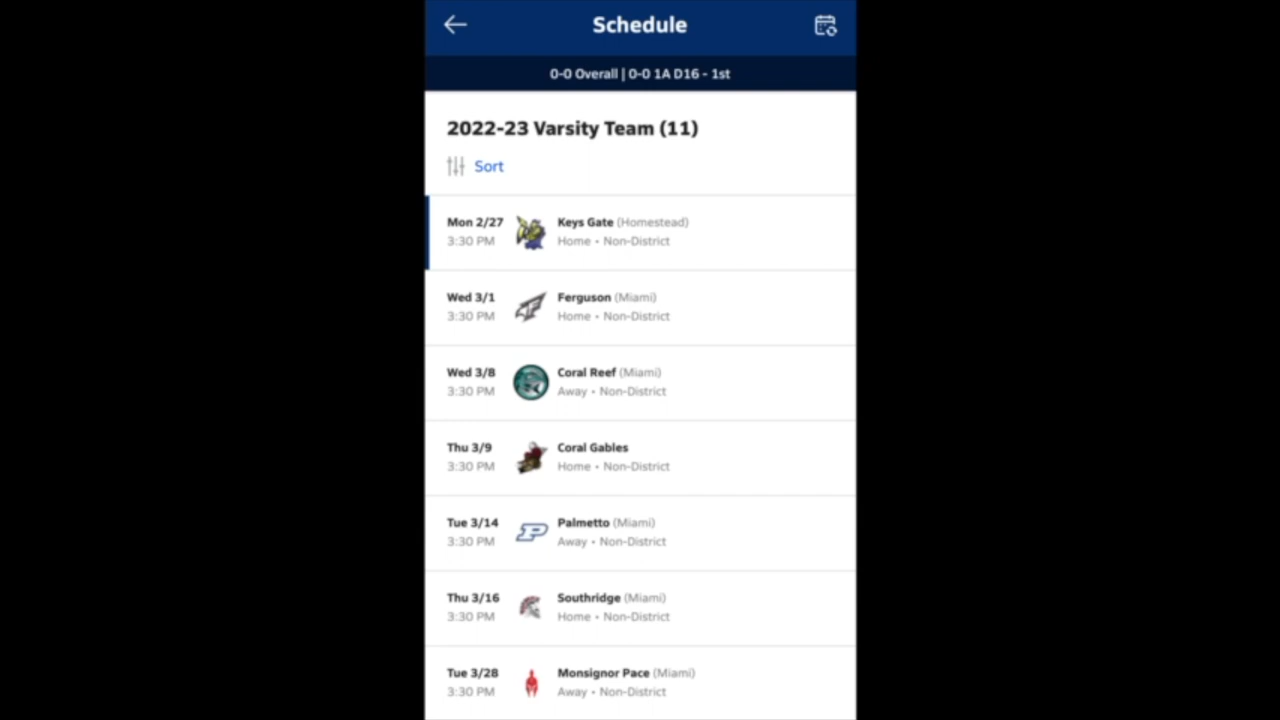 Schedule
0-0 Overall | 0-0 1A D16 - 1st
2022-23 Varsity Team (11)
Sort
Mon 2/27 Keys Gate (Homestead)
3:30 PM Home • Non-District
Wed 3/1 Ferguson (Miami)
3:30 PM Home • Non-District
Wed 3/8 Coral Reef (Miami)
3:30 PM Away • Non-District
Thu 3/9 Coral Gables
3:30 PM Home • Non-District
Tue 3/14 Palmetto (Miami)
3:30 PM Away • Non-District
Thu 3/16 Southridge (Miami)
3:30 PM Home • Non-District
Tue 3/28 Monsignor Pace (Miami)
3:30 PM Away • Non-District